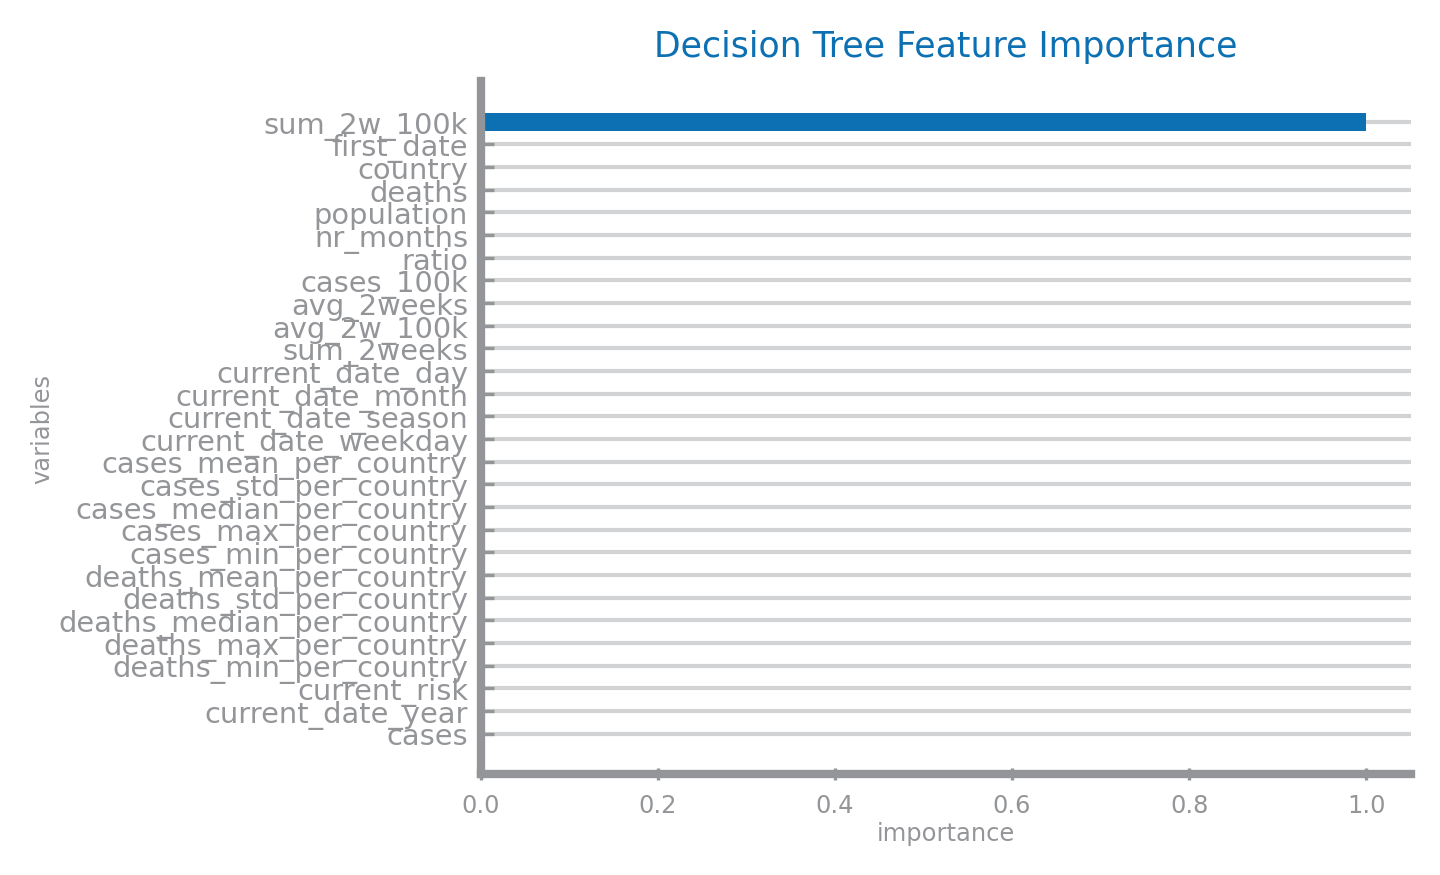 Decision Tree Feature Importance
sum_2w_100k
first_date
country
deaths
population
nr_months
ratio
cases_100k
avg_2weeks
avg_2w_100k
sum_2weeks
current_date_day
current_date_month
current_date_season
current_date_weekday
cases_mean_per_country
cases_std_per_country
cases_median_per_country
cases_max_per_country
cases_min_per_country
deaths_mean_per_country
deaths_std_per_country
deaths_median_per_country
deaths_max_per_country
deaths_min_per_country
current_risk
current_date_year
cases
variables
0.0 0.2 0.4 0.6 0.8 1.0
importance